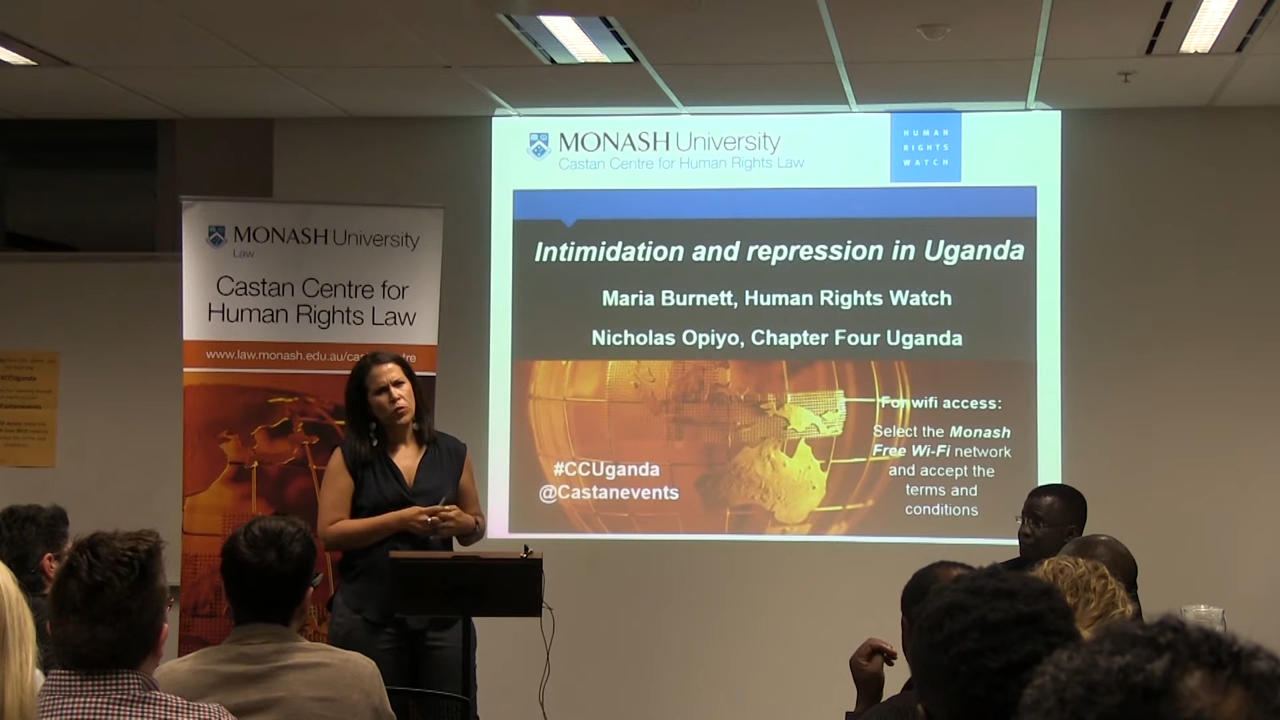 MONASH University
Law
Castan Centre for
Human Rights Law
www.law.monash.edu.au/cas tre
#CCUganda
MONASH University
Castan Centre for Human Rights Law
HUMAN
RIGHTS
WATCH
Intimidation and repression in Uganda
Maria Burnett, Human Rights Watch
Nicholas Opiyo, Chapter Four Uganda
#CCUganda
@Castanevents
For wifi access:
Select the Monash
Free Wi-Fi network
and accept the
terms and
conditions